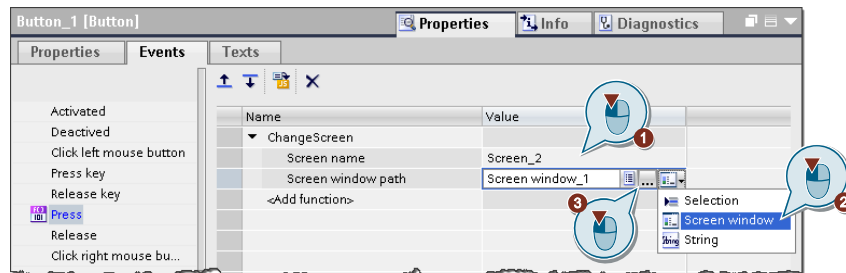 Button_1 [Button]
Properties
Info
Diagnostics
Properties
Events
Texts
Name
Value
Activated
Deactived
Click left mouse button
Press key
Release key
Press
Release
Click right mouse bu...
ChangeScreen
Screen name
Screen_2
Screen window path
Screen window_1
...
<Add function>
Selection
Screen window
String
String
1
2
3